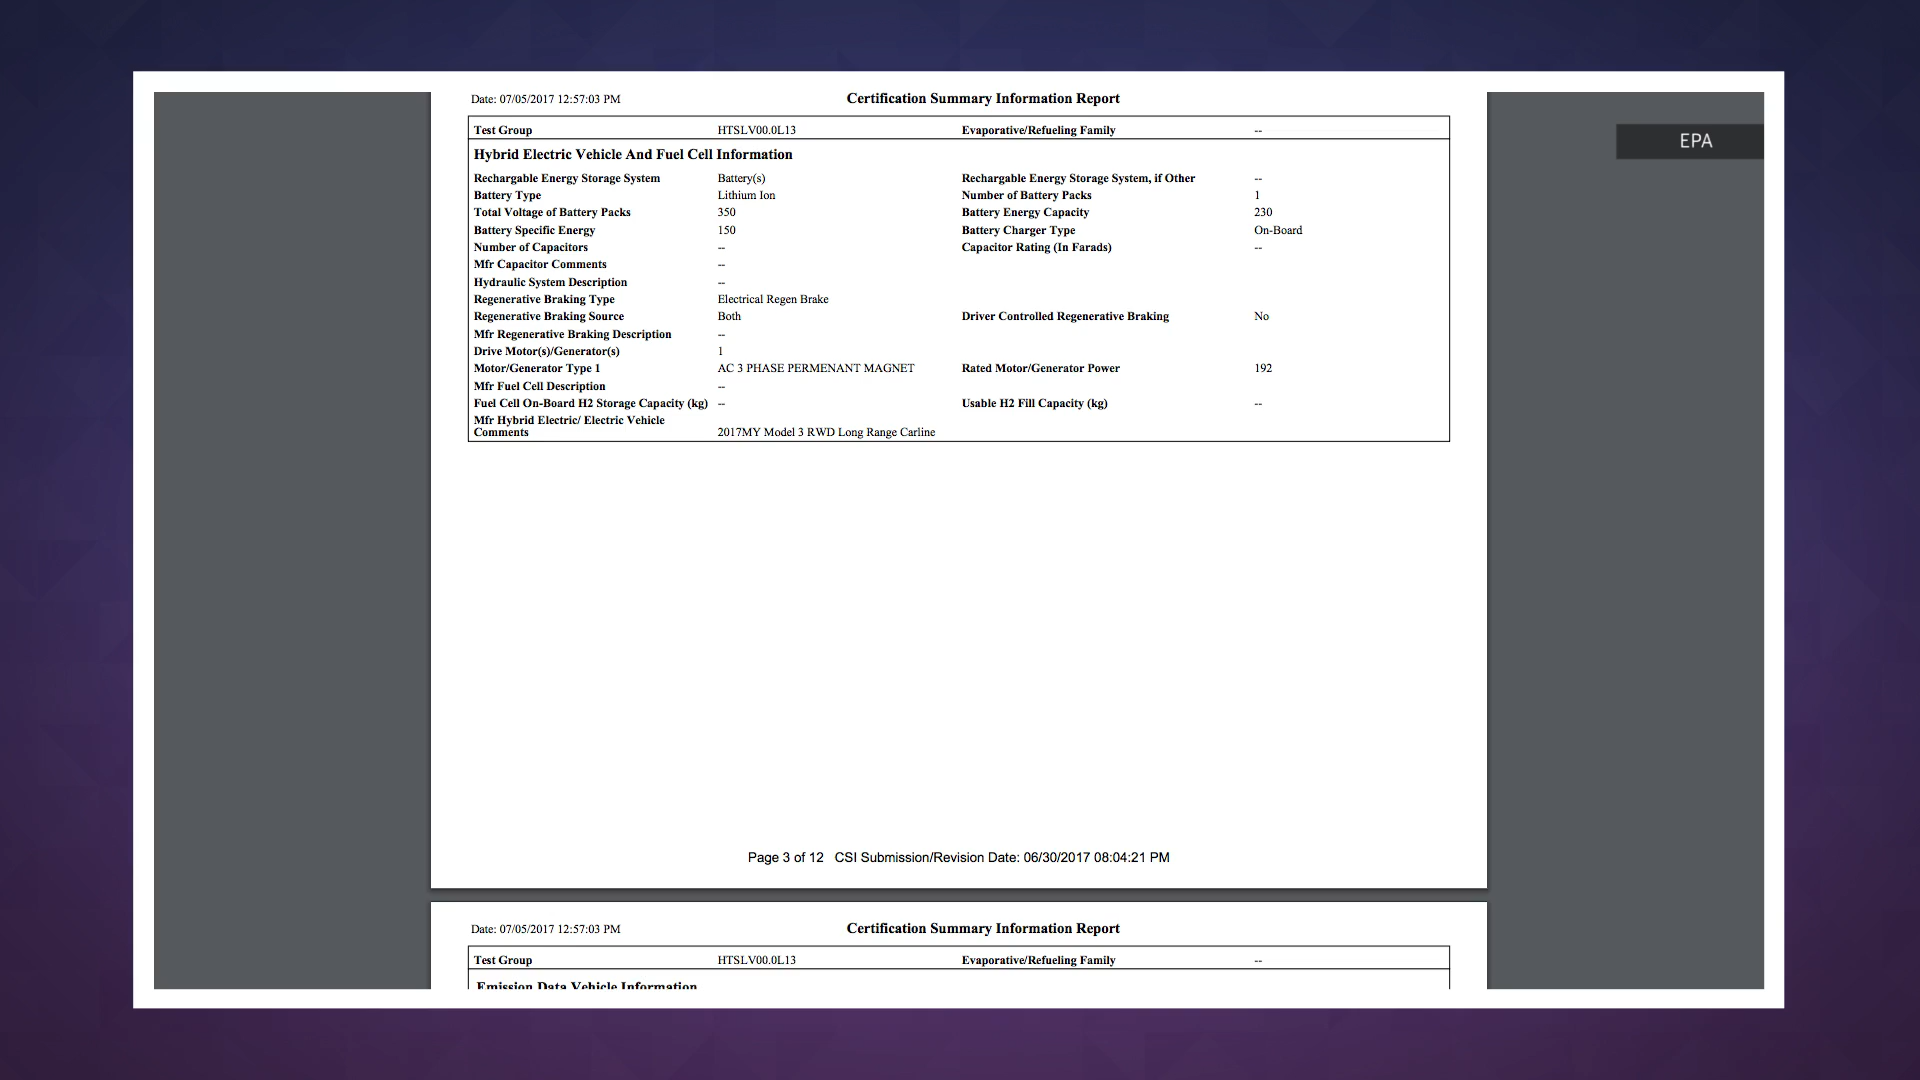 Date: 07/05/2017 12:57:03 PM Certification Summary Information Report
EPA
Test Group HTSLV00.0L13 Evaporative/Refueling Family --
Hybrid Electric Vehicle And Fuel Cell Information
Rechargable Energy Storage System Battery(s) Rechargable Energy Storage System, if Other --
Battery Type Lithium Ion Number of Battery Packs 1
Total Voltage of Battery Packs 350 Battery Energy Capacity 230
Battery Specific Energy 150 Battery Charger Type On-Board
Number of Capacitors -- Capacitor Rating (In Farads) --
Mfr Capacitor Comments --
Hydraulic System Description --
Regenerative Braking Type Electrical Regen Brake
Regenerative Braking Source Both Driver Controlled Regenerative Braking No
Mfr Regenerative Braking Description --
Drive Motor(s)/Generator(s) 1
Motor/Generator Type 1 AC 3 PHASE PERMENANT MAGNET Rated Motor/Generator Power 192
Mfr Fuel Cell Description --
Fuel Cell On-Board H2 Storage Capacity (kg) -- Usable H2 Fill Capacity (kg) --
Mfr Hybrid Electric/ Electric Vehicle
Comments 2017MY Model 3 RWD Long Range Carline
Page 3 of 12 CSI Submission/Revision Date: 06/30/2017 08:04:21 PM
Date: 07/05/2017 12:57:03 PM Certification Summary Information Report
Test Group HTSLV00.0L13 Evaporative/Refueling Family --
Emission Data Vehicle Information